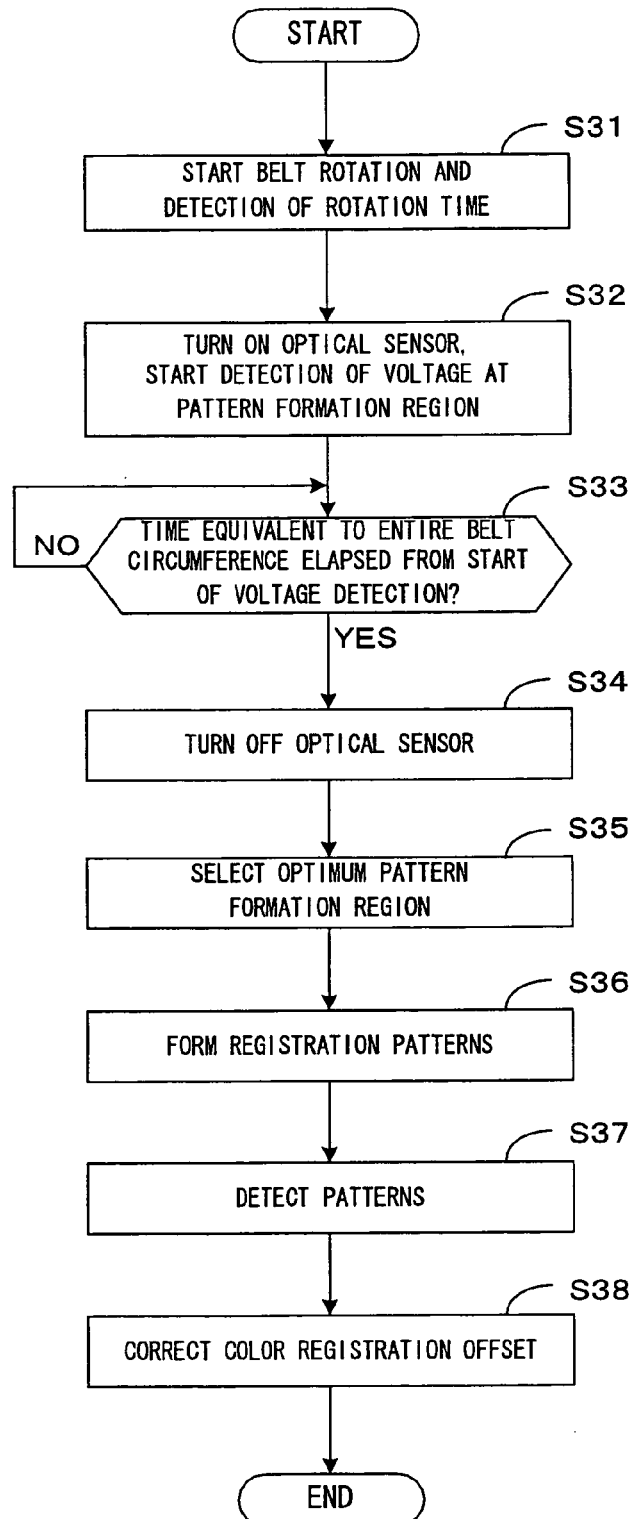 START
S31
START BELT ROTATION AND
DETECTION OF ROTATION TIME
S32
TURN ON OPTICAL SENSOR,
START DETECTION OF VOLTAGE AT
PATTERN FORMATION REGION
S33
TIME EQUIVALENT TO ENTIRE BELT
CIRCUMFERENCE ELAPSED FROM START
OF VOLTAGE DETECTION?
NO
YES
S34
TURN OFF OPTICAL SENSOR
S35
SELECT OPTIMUM PATTERN
FORMATION REGION
S36
FORM REGISTRATION PATTERNS
S37
DETECT PATTERNS
S38
CORRECT COLOR REGISTRATION OFFSET
END